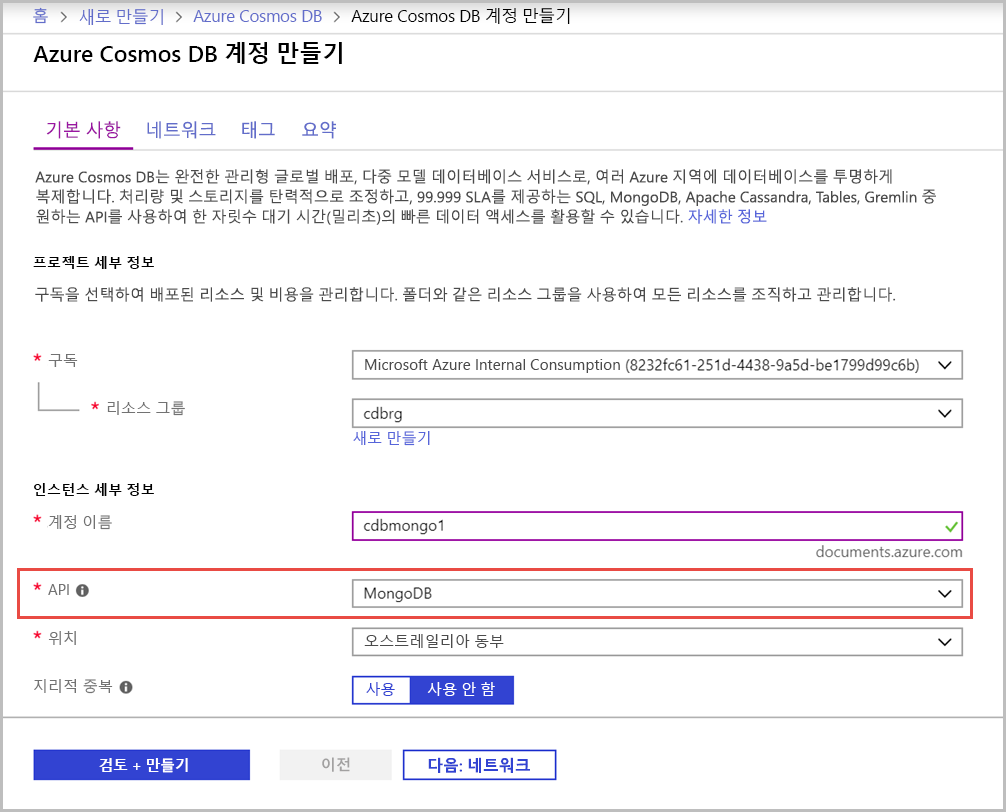 홈 > 새로 만들기 > Azure Cosmos DB > Azure Cosmos DB 계정 만들기
Azure Cosmos DB 계정 만들기
기본 사항 네트워크 태그 요약
Azure Cosmos DB는 완전한 관리형 글로벌 배포, 다중 모델 데이터베이스 서비스로, 여러 Azure 지역에 데이터베이스를 투명하게
복제합니다. 처리량 및 스토리지를 탄력적으로 조정하고, 99.999 SLA를 제공하는 SQL, MongoDB, Apache Cassandra, Tables, Gremlin 중
원하는 API를 사용하여 한 자릿수 대기 시간(밀리초)의 빠른 데이터 액세스를 활용할 수 있습니다. 자세한 정보
프로젝트 세부 정보
구독을 선택하여 배포된 리소스 및 비용을 관리합니다. 폴더와 같은 리소스 그룹을 사용하여 모든 리소스를 조직하고 관리합니다.
* 구독 Microsoft Azure Internal Consumption (8232fc61-251d-4438-9a5d-be1799d99c6b)
* 리소스 그룹 cdbrg
새로 만들기
인스턴스 세부 정보
* 계정 이름 cdbmongo1
documents.azure.com
* API MongoDB
* 위치 오스트레일리아 동부
지리적 중복 사용 사용 안 함
검토 + 만들기 이전 다음: 네트워크